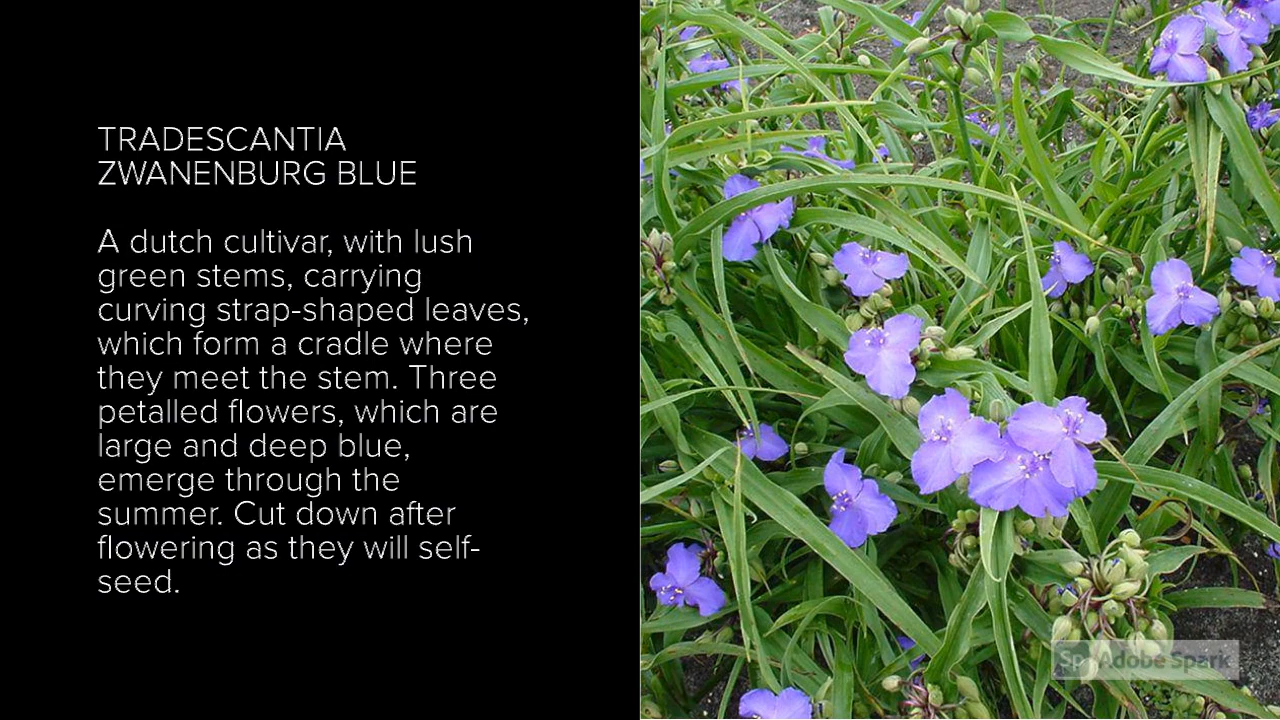 TRADESCANTIA
ZWANENBURG BLUE
A dutch cultivar, with lush
green stems, carrying
curving strap-shaped leaves,
which form a cradle where
they meet the stem. Three
petalled flowers, which are
large and deep blue,
emerge through the
summer. Cut down after
flowering as they will self-
seed.
Sp Adobe Spark